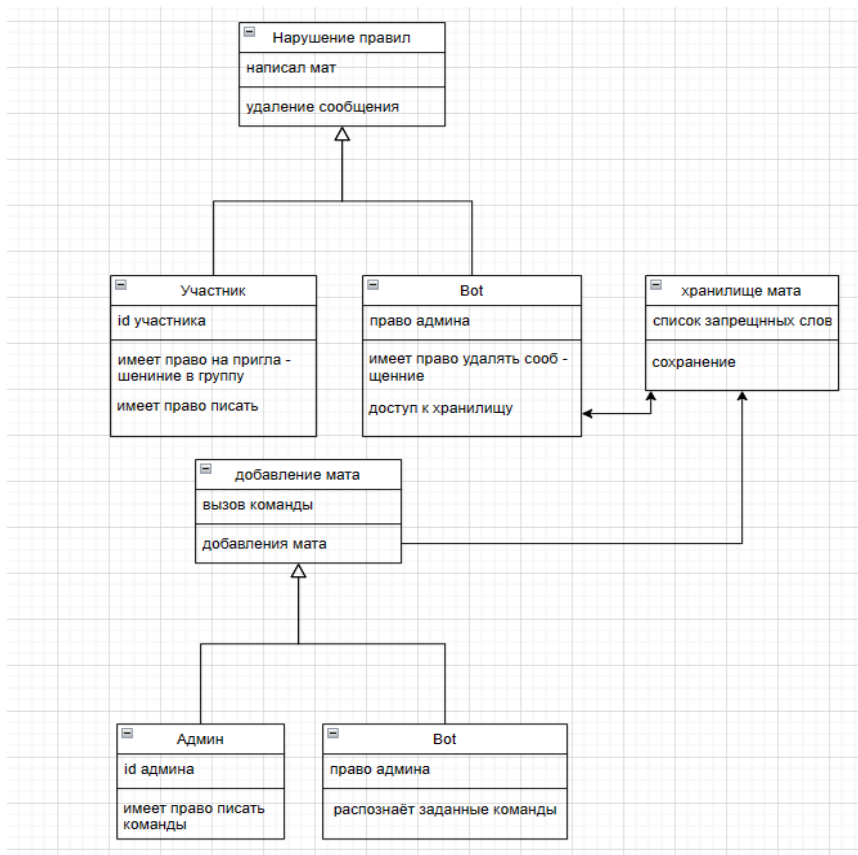 Нарушение правил
написал мат
удаление сообщения
Участник
id участника
имеет право на пригла -
шениние в группу
имеет право писать
Bot
право админа
имеет право удалять сооб -
щенние
доступ к хранилищу
хранилище мата
список запрещнных слов
сохранение
добавление мата
вызов команды
добавления мата
Админ
id админа
имеет право писать
команды
Bot
право админа
распознаёт заданные команды